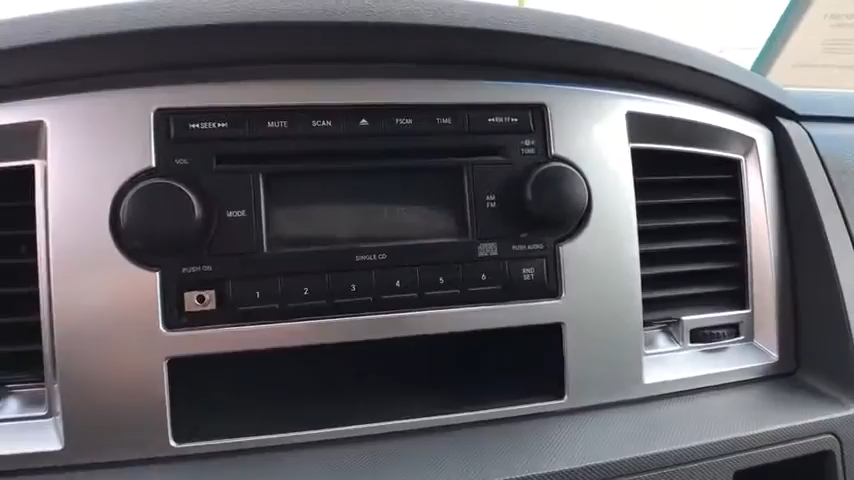 SEEK MUTE SCAN FSCAN TIME RW FF
VOL TUNE
MODE AM
FM
PUSH ON SINGLE CD PUSH AUDIO
1 2 3 4 5 6 RND
SET